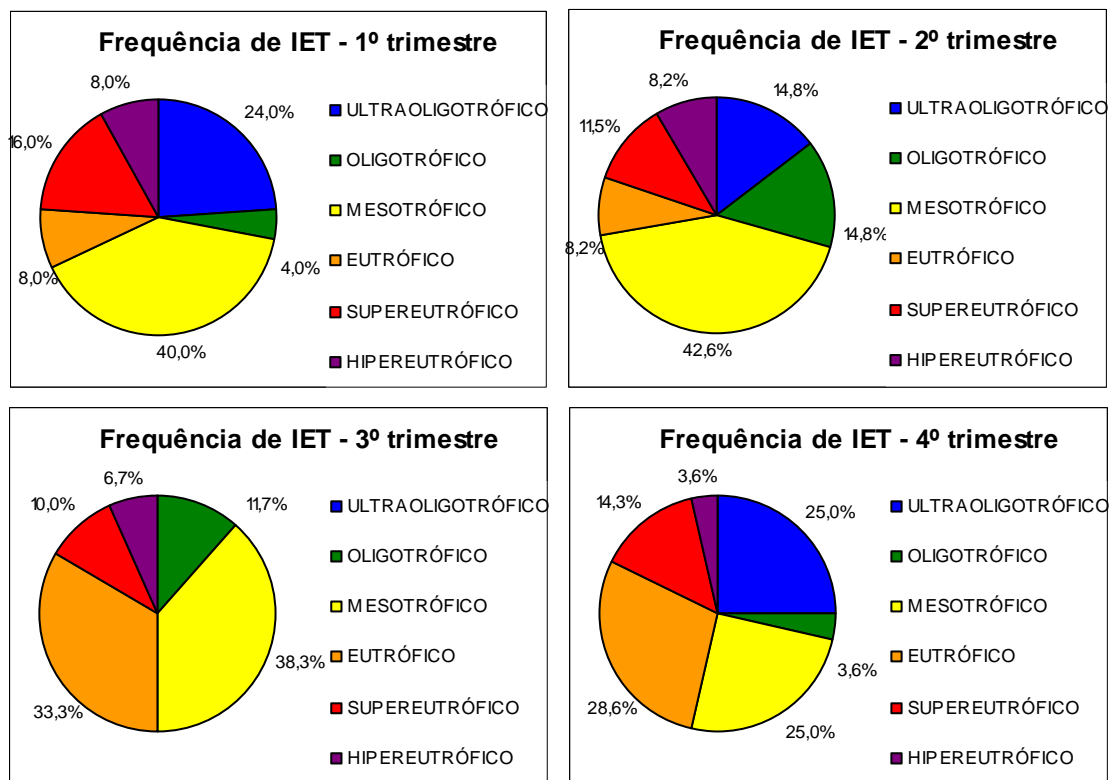 Frequência de IET - 1º trimestre
8,0%
24,0%
16,0%
4,0%
8,0%
40,0%
ULTRAOLIGOTRÓFICO
OLIGOTRÓFICO
MESOTRÓFICO
EUTRÓFICO
SUPEREUTRÓFICO
HIPEREUTRÓFICO
Frequência de IET - 2º trimestre
8,2%
14,8%
11,5%
14,8%
8,2%
42,6%
ULTRAOLIGOTRÓFICO
OLIGOTRÓFICO
MESOTRÓFICO
EUTRÓFICO
SUPEREUTRÓFICO
HIPEREUTRÓFICO
Frequência de IET - 3º trimestre
6,7%
10,0%
11,7%
38,3%
33,3%
ULTRAOLIGOTRÓFICO
OLIGOTRÓFICO
MESOTRÓFICO
EUTRÓFICO
SUPEREUTRÓFICO
HIPEREUTRÓFICO
Frequência de IET - 4º trimestre
3,6%
14,3%
25,0%
3,6%
28,6%
25,0%
ULTRAOLIGOTRÓFICO
OLIGOTRÓFICO
MESOTRÓFICO
EUTRÓFICO
SUPEREUTRÓFICO
HIPEREUTRÓFICO